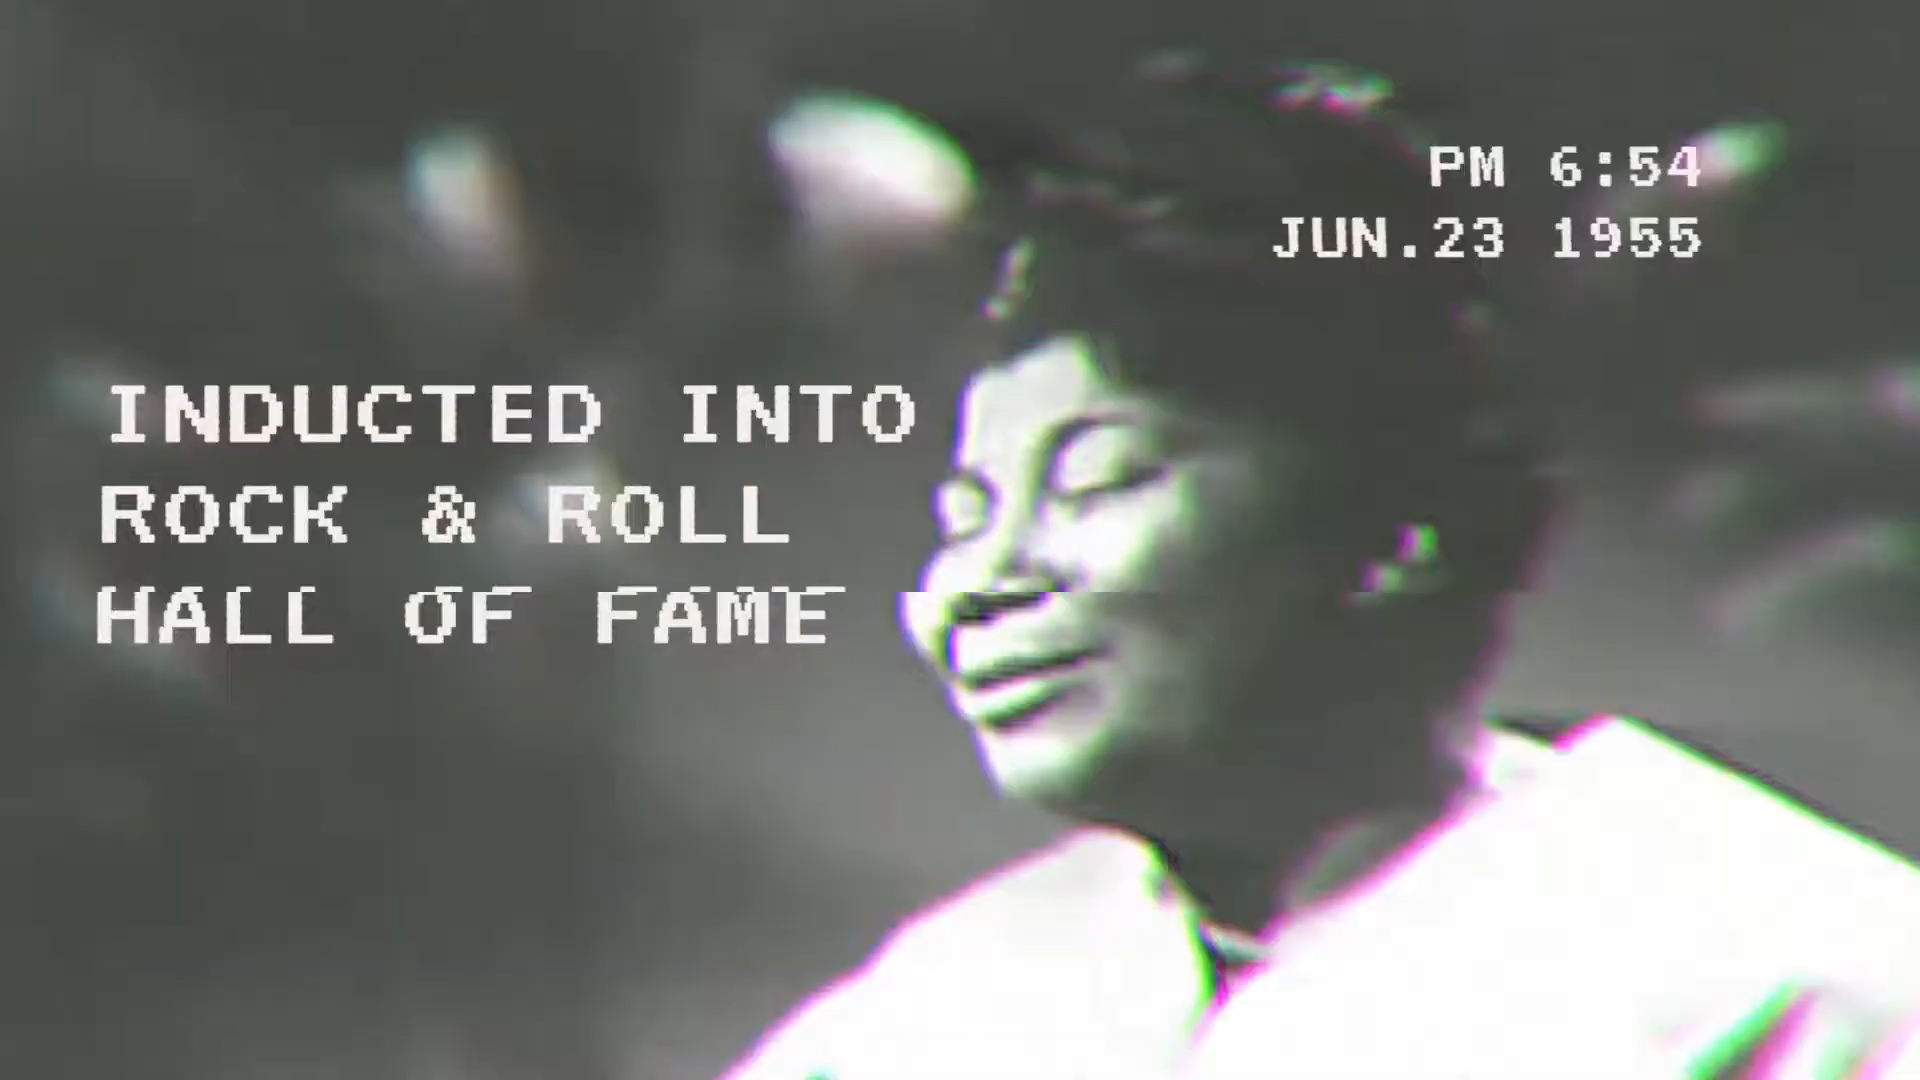 PM 6:54
JUN.23 1955
INDUCTED INTO
ROCK & ROLL
HALL OF FAME